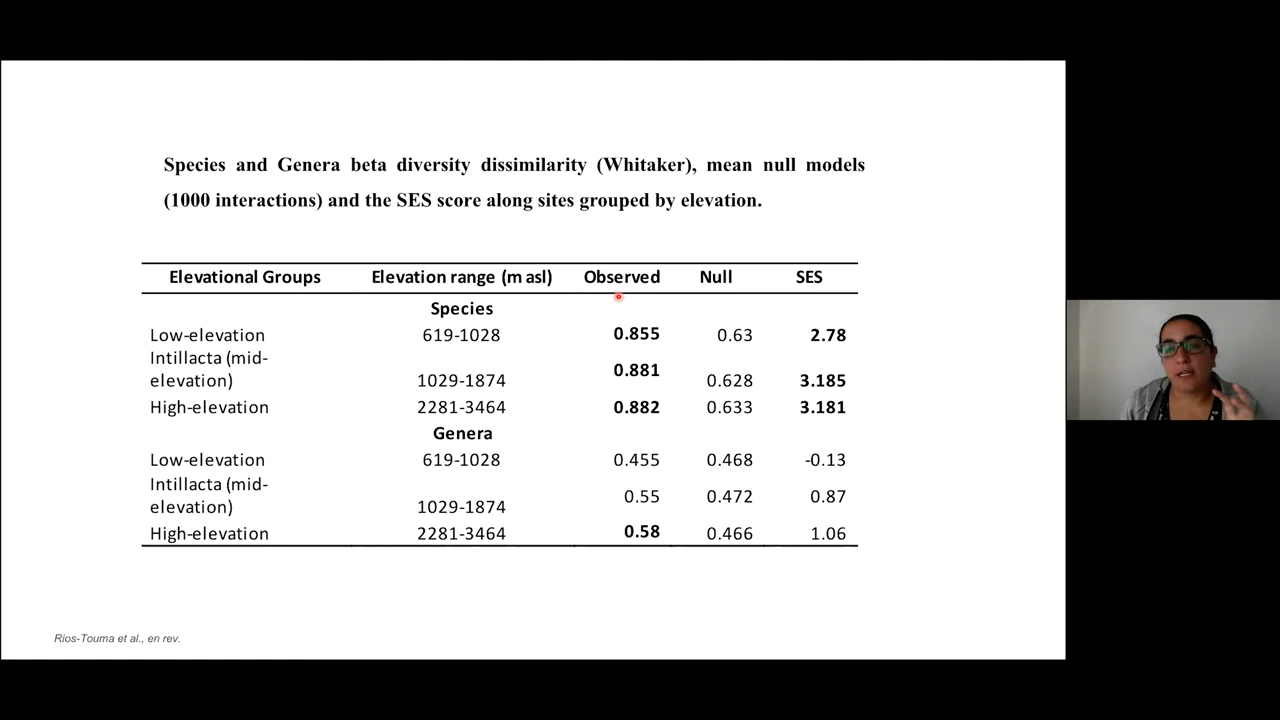 Species and Genera beta diversity dissimilarity (Whitaker), mean null models
(1000 interactions) and the SES score along sites grouped by elevation.
Elevational Groups Elevation range (m asl) Observed Null SES
Species
Low-elevation 619-1028 0.855 0.63 2.78
Intillacta (mid-
elevation) 1029-1874 0.881 0.628 3.185
High-elevation 2281-3464 0.882 0.633 3.181
Genera
Low-elevation 619-1028 0.455 0.468 -0.13
Intillacta (mid-
elevation) 1029-1874 0.55 0.472 0.87
High-elevation 2281-3464 0.58 0.466 1.06
Rios-Touma et al., en rev.